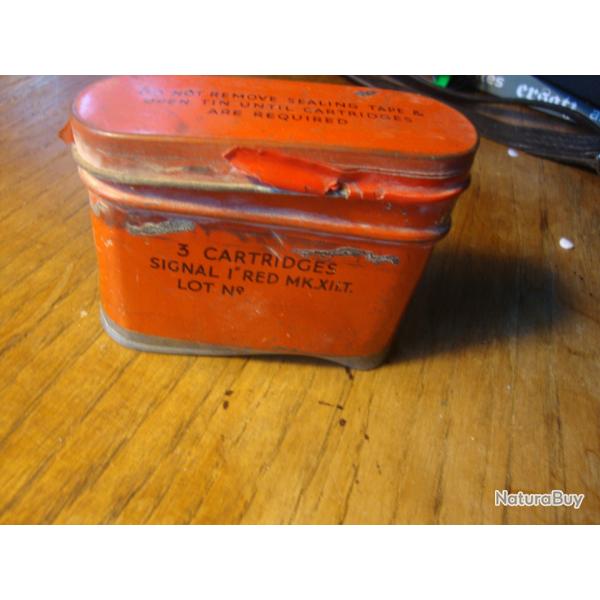 DO NOT REMOVE SEALING TAPE &
OPEN TIN UNTIL CARTRIDGES
ARE REQUIRED
3 CARTRIDGES
SIGNAL 1" RED MK.XII.T.
LOT Nº
NaturaBuy